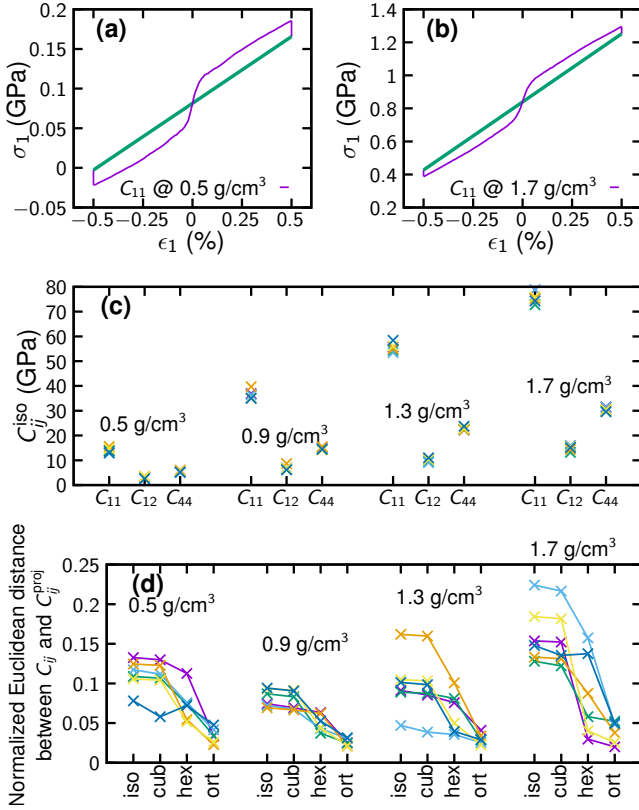 (a)
0.2
0.15
0.1
0.05
0
−0.05
σ1 (GPa)
C11 @ 0.5 g/cm³
−0.5 −0.25 0 0.25 0.5
ϵ1 (%)
(b)
1.4
1.2
1
0.8
0.6
0.4
0.2
σ1 (GPa)
C11 @ 1.7 g/cm³
−0.5 −0.25 0 0.25 0.5
ϵ1 (%)
(c)
80
70
60
50
40
30
20
10
0
Cij^iso (GPa)
0.5 g/cm³
0.9 g/cm³
1.3 g/cm³
1.7 g/cm³
C11 C12 C44 C11 C12 C44 C11 C12 C44 C11 C12 C44
(d)
0.25
0.2
0.15
0.1
0.05
0
Normalized Euclidean distance
between Cij and Cij^proj
0.5 g/cm³
0.9 g/cm³
1.3 g/cm³
1.7 g/cm³
iso cub hex ort iso cub hex ort iso cub hex ort iso cub hex ort